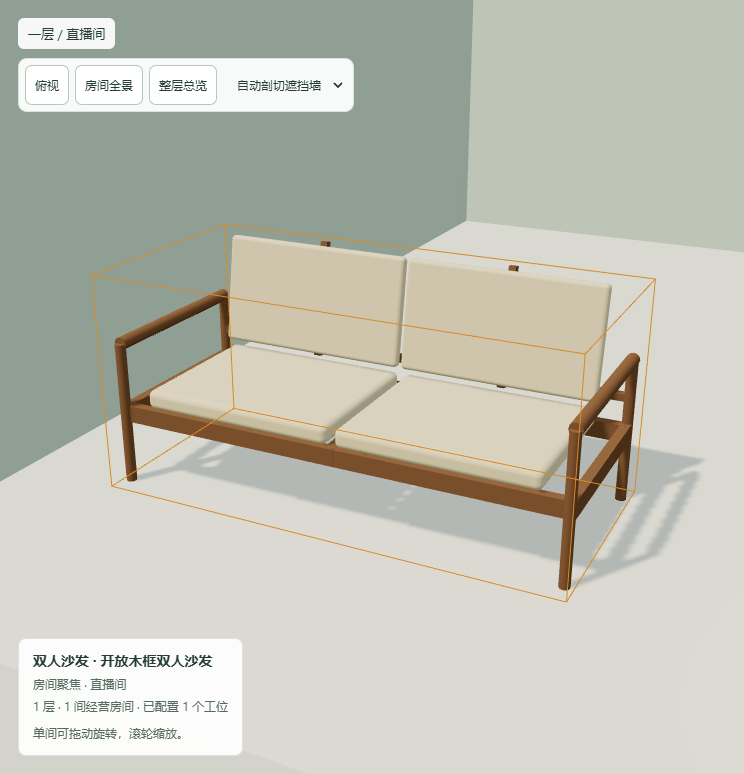 一层 / 直播间
俯视 房间全景 整层总览 自动剖切遮挡墙
双人沙发 · 开放木框双人沙发
房间聚焦 · 直播间
1 层 · 1 间经营房间 · 已配置 1 个工位
单间可拖动旋转，滚轮缩放。